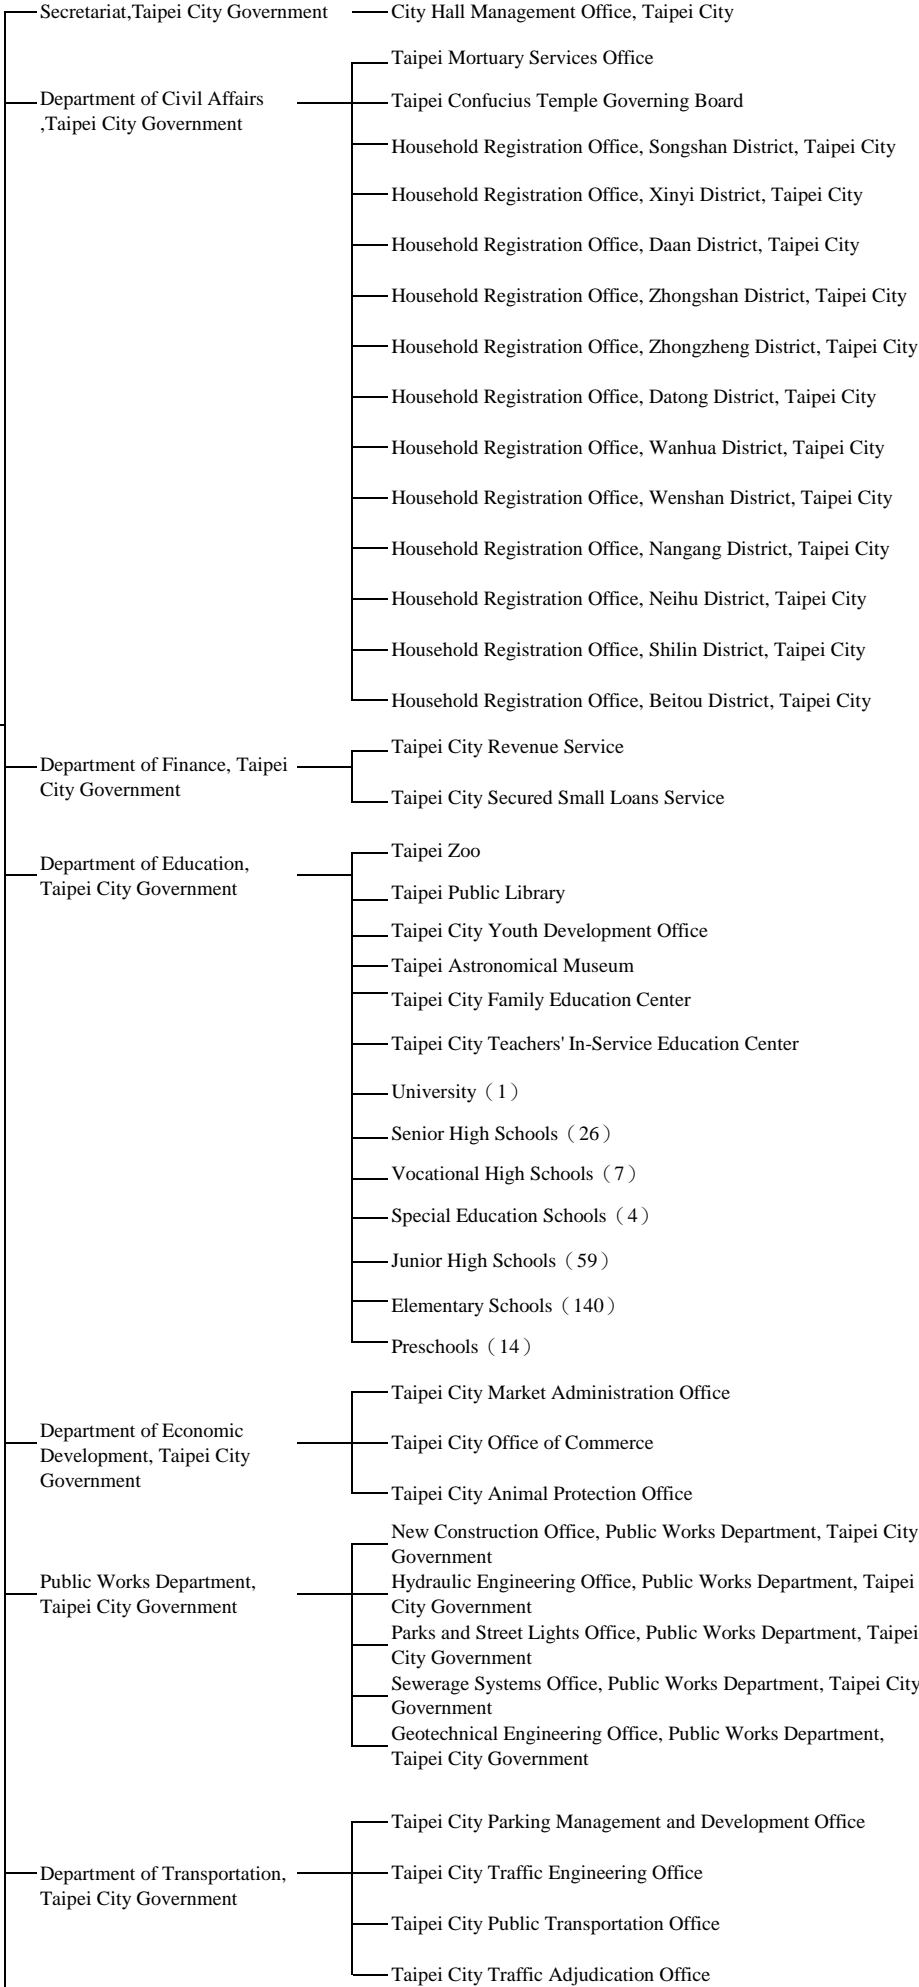 Secretariat,Taipei City Government
City Hall Management Office, Taipei City
Department of Civil Affairs
,Taipei City Government
Taipei Mortuary Services Office
Taipei Confucius Temple Governing Board
Household Registration Office, Songshan District, Taipei City
Household Registration Office, Xinyi District, Taipei City
Household Registration Office, Daan District, Taipei City
Household Registration Office, Zhongshan District, Taipei City
Household Registration Office, Zhongzheng District, Taipei City
Household Registration Office, Datong District, Taipei City
Household Registration Office, Wanhua District, Taipei City
Household Registration Office, Wenshan District, Taipei City
Household Registration Office, Nangang District, Taipei City
Household Registration Office, Neihu District, Taipei City
Household Registration Office, Shilin District, Taipei City
Household Registration Office, Beitou District, Taipei City
Department of Finance, Taipei
City Government
Taipei City Revenue Service
Taipei City Secured Small Loans Service
Department of Education,
Taipei City Government
Taipei Zoo
Taipei Public Library
Taipei City Youth Development Office
Taipei Astronomical Museum
Taipei City Family Education Center
Taipei City Teachers' In-Service Education Center
University（1）
Senior High Schools（26）
Vocational High Schools（7）
Special Education Schools（4）
Junior High Schools（59）
Elementary Schools（140）
Preschools（14）
Department of Economic
Development, Taipei City
Government
Taipei City Market Administration Office
Taipei City Office of Commerce
Taipei City Animal Protection Office
Public Works Department,
Taipei City Government
New Construction Office, Public Works Department, Taipei City
Government
Hydraulic Engineering Office, Public Works Department, Taipei
City Government
Parks and Street Lights Office, Public Works Department, Taipei
City Government
Sewerage Systems Office, Public Works Department, Taipei City
Government
Geotechnical Engineering Office, Public Works Department,
Taipei City Government
Department of Transportation,
Taipei City Government
Taipei City Parking Management and Development Office
Taipei City Traffic Engineering Office
Taipei City Public Transportation Office
Taipei City Traffic Adjudication Office